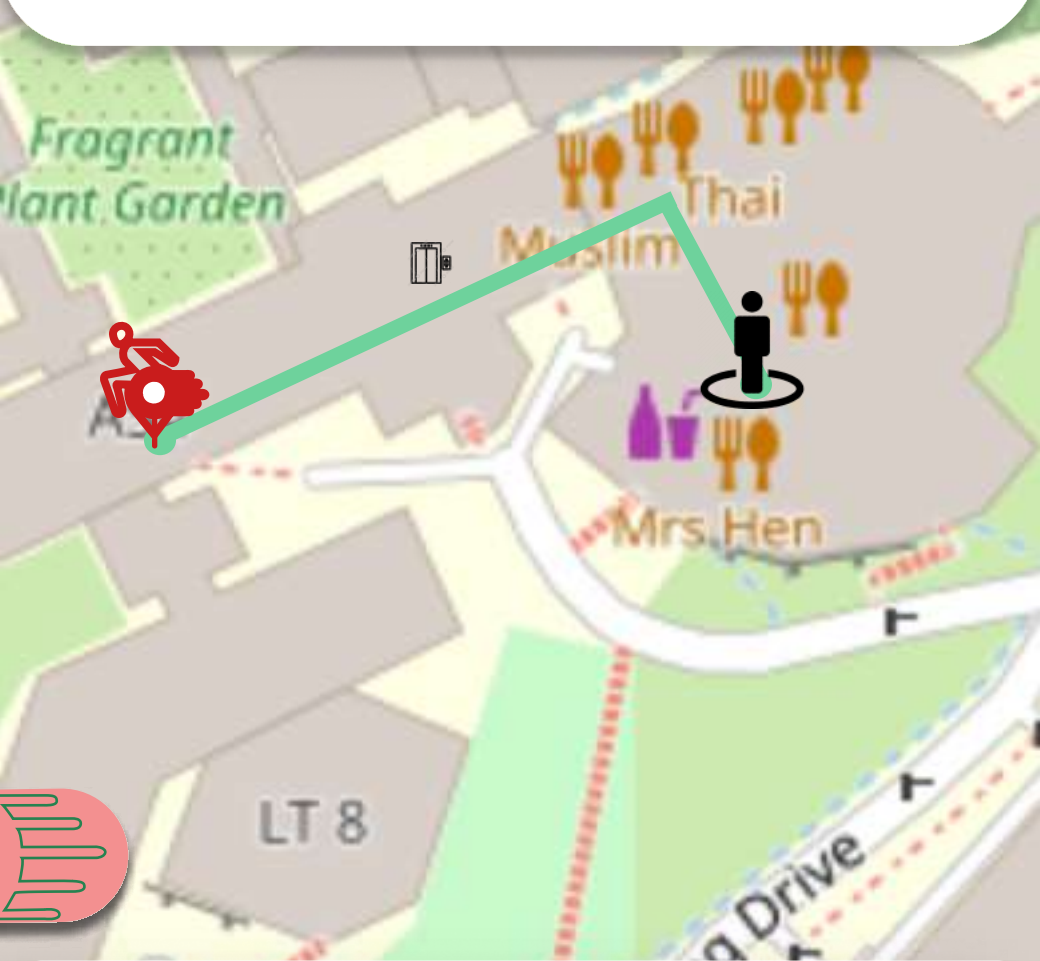 Fragrant
Plant Garden
Thai
Muslim
Mrs Hen
LT 8
g Drive